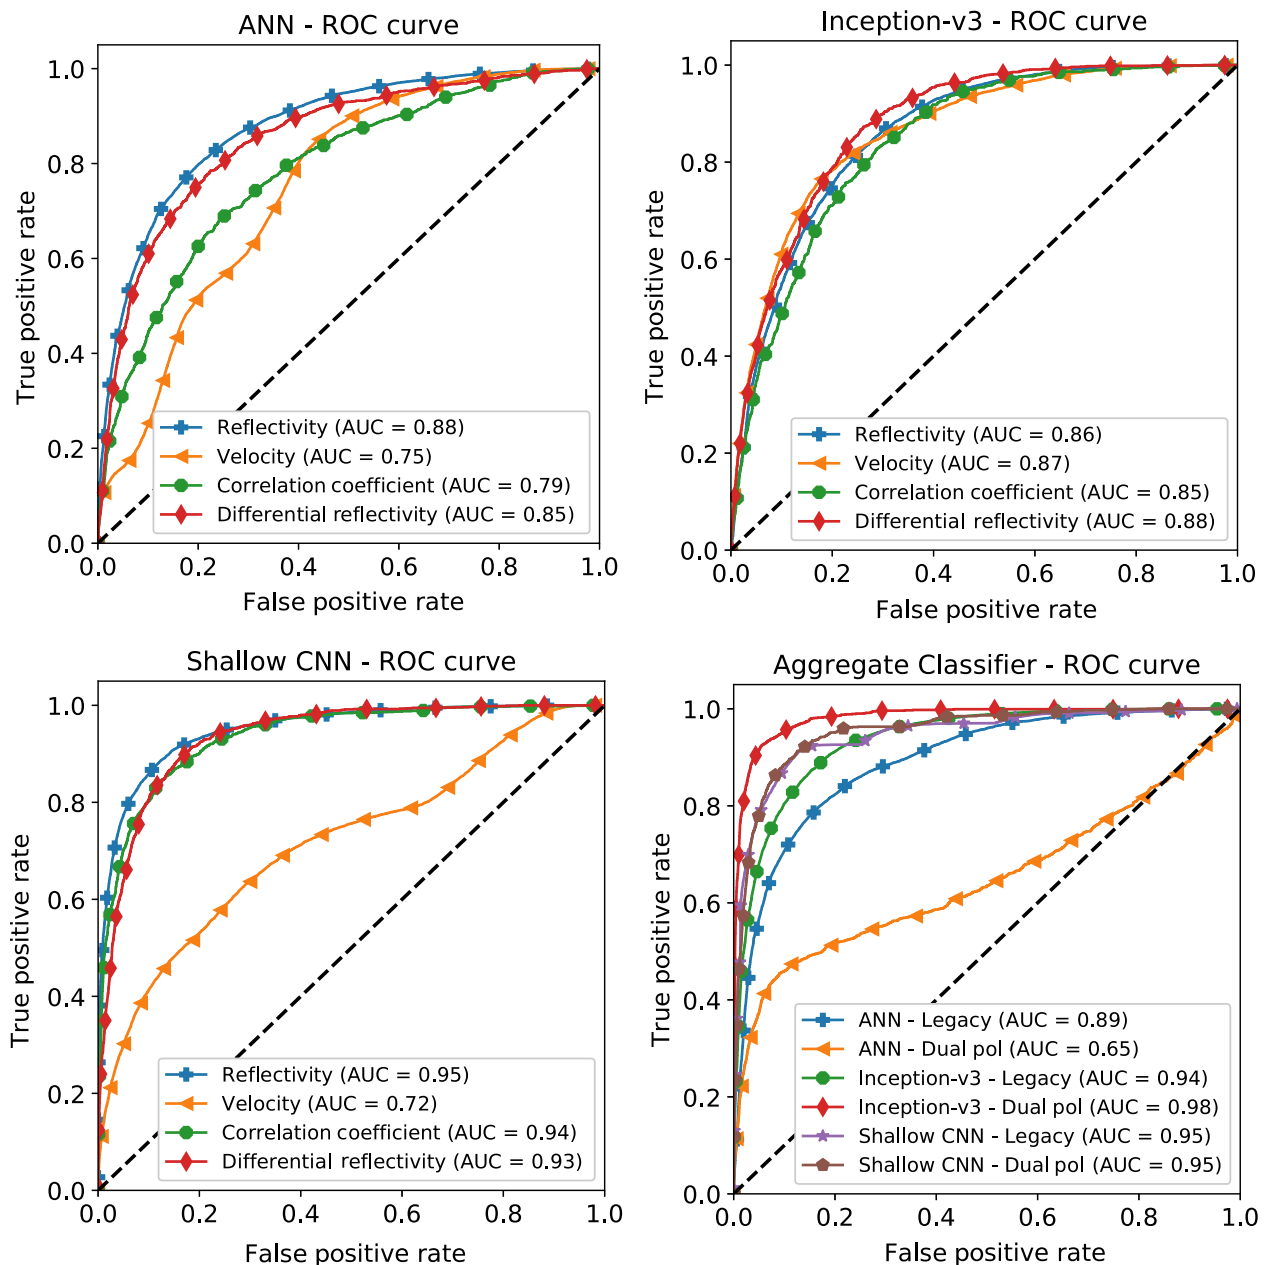 ANN - ROC curve
True positive rate
1.0
0.8
0.6
0.4
0.2
0.0
Reflectivity (AUC = 0.88)
Velocity (AUC = 0.75)
Correlation coefficient (AUC = 0.79)
Differential reflectivity (AUC = 0.85)
0.0 0.2 0.4 0.6 0.8 1.0
False positive rate
Inception-v3 - ROC curve
True positive rate
1.0
0.8
0.6
0.4
0.2
0.0
Reflectivity (AUC = 0.86)
Velocity (AUC = 0.87)
Correlation coefficient (AUC = 0.85)
Differential reflectivity (AUC = 0.88)
0.0 0.2 0.4 0.6 0.8 1.0
False positive rate
Shallow CNN - ROC curve
True positive rate
1.0
0.8
0.6
0.4
0.2
0.0
Reflectivity (AUC = 0.95)
Velocity (AUC = 0.72)
Correlation coefficient (AUC = 0.94)
Differential reflectivity (AUC = 0.93)
0.0 0.2 0.4 0.6 0.8 1.0
False positive rate
Aggregate Classifier - ROC curve
True positive rate
1.0
0.8
0.6
0.4
0.2
0.0
ANN - Legacy (AUC = 0.89)
ANN - Dual pol (AUC = 0.65)
Inception-v3 - Legacy (AUC = 0.94)
Inception-v3 - Dual pol (AUC = 0.98)
Shallow CNN - Legacy (AUC = 0.95)
Shallow CNN - Dual pol (AUC = 0.95)
0.0 0.2 0.4 0.6 0.8 1.0
False positive rate